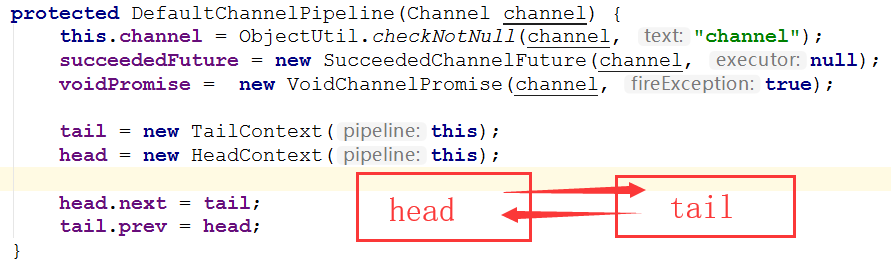 protected DefaultChannelPipeline(Channel channel) {
this.channel = ObjectUtil.checkNotNull(channel, text: "channel");
succeededFuture = new SucceededChannelFuture(channel, executor: null);
voidPromise =  new VoidChannelPromise(channel, fireException: true);
tail = new TailContext( pipeline: this);
head = new HeadContext( pipeline: this);
head.next = tail;
tail.prev = head;
head tail
}